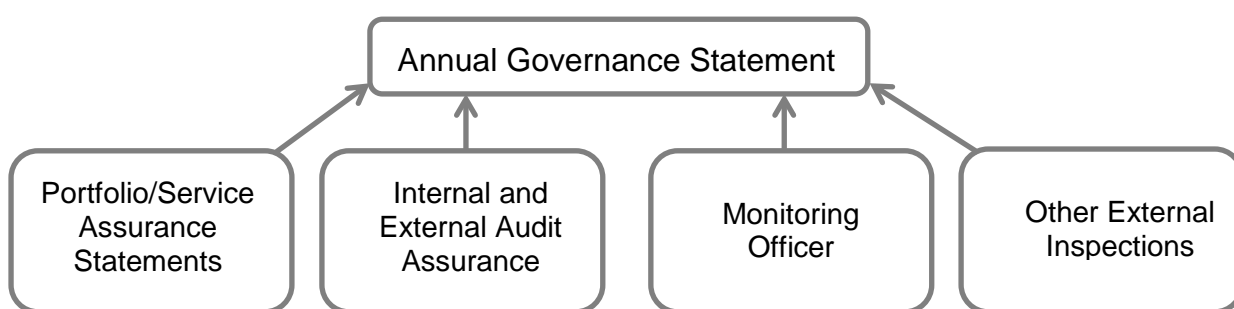 Annual Governance Statement
Portfolio/Service
Assurance
Statements
Internal and
External Audit
Assurance
Monitoring
Officer
Other External
Inspections